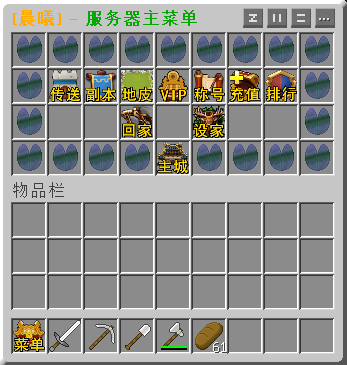 [晨曦] - 服务器主菜单
传送 副本 地皮 VIP 称号 充值 排行
回家 设家
主城
物品栏
菜单 61